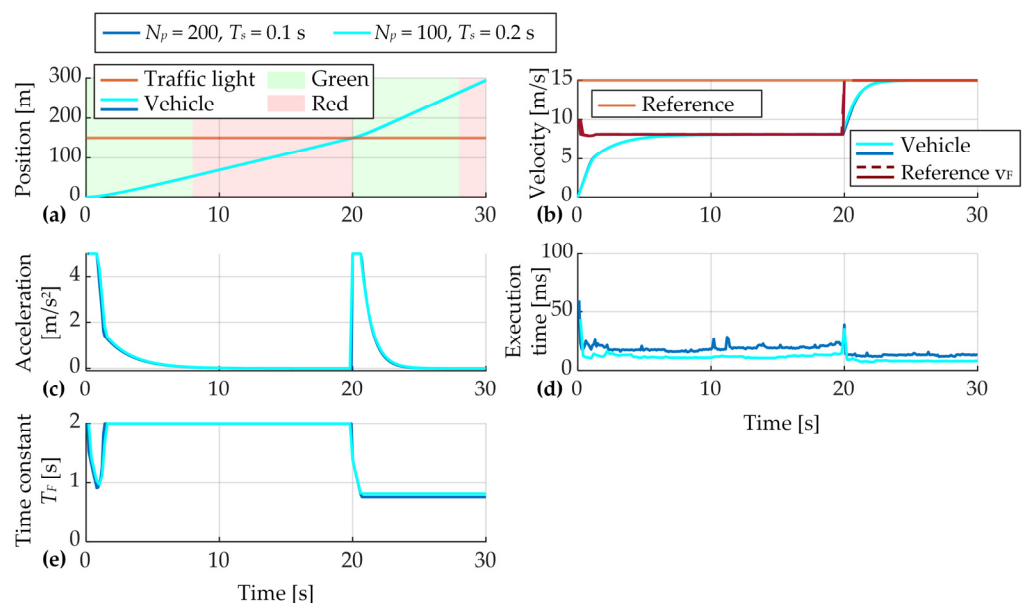 Np = 200, Ts = 0.1 s Np = 100, Ts = 0.2 s
Traffic light Green
Vehicle Red
Position [m]
300
200
100
0
0 10 20 30
(a)
Reference
Vehicle
Reference vF
Velocity [m/s]
15
10
5
0
0 10 20 30
(b)
Acceleration
[m/s²]
4
2
0
0 10 20 30
(c)
Execution
time [ms]
100
50
0
0 10 20 30
(d)
Time [s]
Time constant
TF [s]
2
1
0
0 10 20 30
(e)
Time [s]